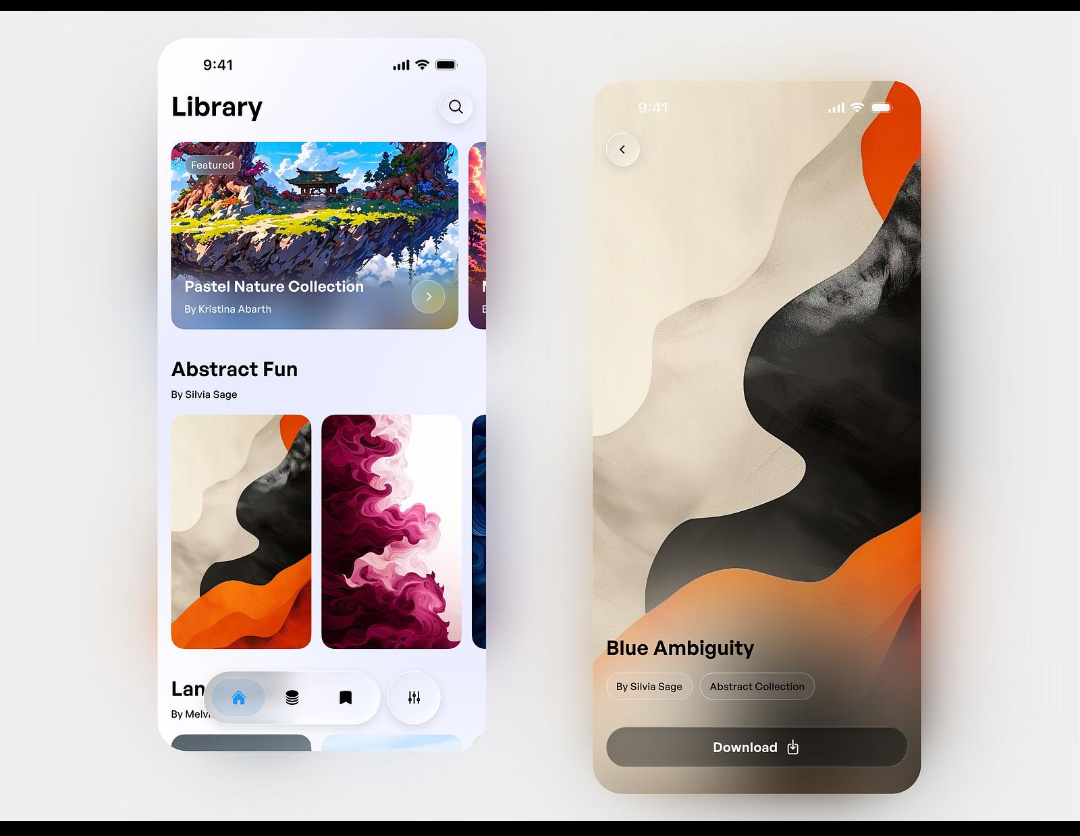 9:41
Library
Featured
Pastel Nature Collection
By Kristina Abarth
Abstract Fun
By Silvia Sage
Lan
By Melvi
9:41
Blue Ambiguity
By Silvia Sage
Abstract Collection
Download